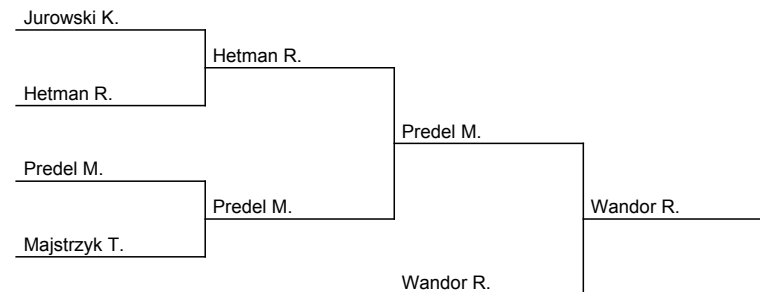 Jurowski K.
Hetman R.
Hetman R.
Predel M.
Predel M.
Predel M.
Wandor R.
Majstrzyk T.
Wandor R.